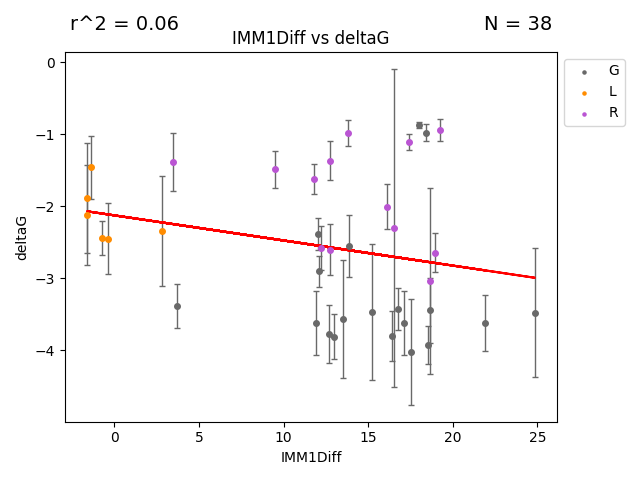 r^2 = 0.06
N = 38
IMM1Diff vs deltaG
G
L
R
0
−1
−2
−3
−4
deltaG
0 5 10 15 20 25
IMM1Diff